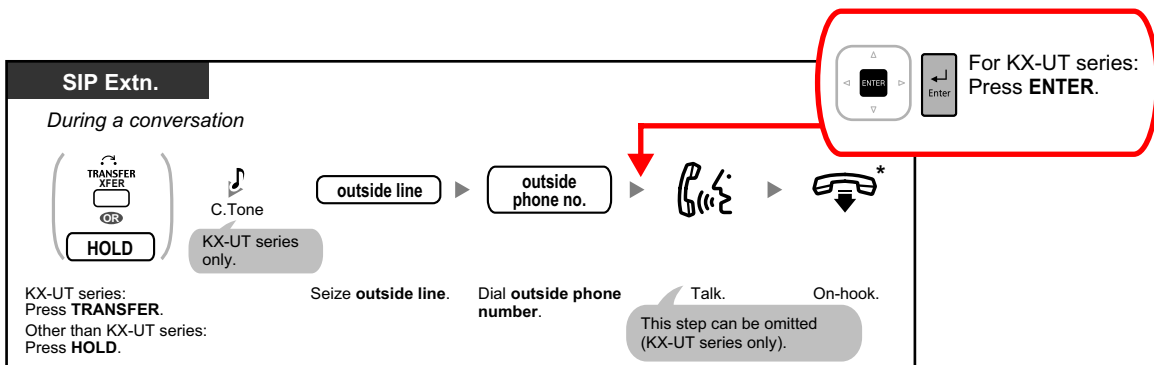 SIP Extn.
For KX-UT series:
Press ENTER.
ENTER
Enter
During a conversation
TRANSFER
XFER
OR
HOLD
C.Tone
KX-UT series
only.
outside line
outside
phone no.
*
KX-UT series:
Press TRANSFER.
Other than KX-UT series:
Press HOLD.
Seize outside line.
Dial outside phone
number.
Talk.
This step can be omitted
(KX-UT series only).
On-hook.